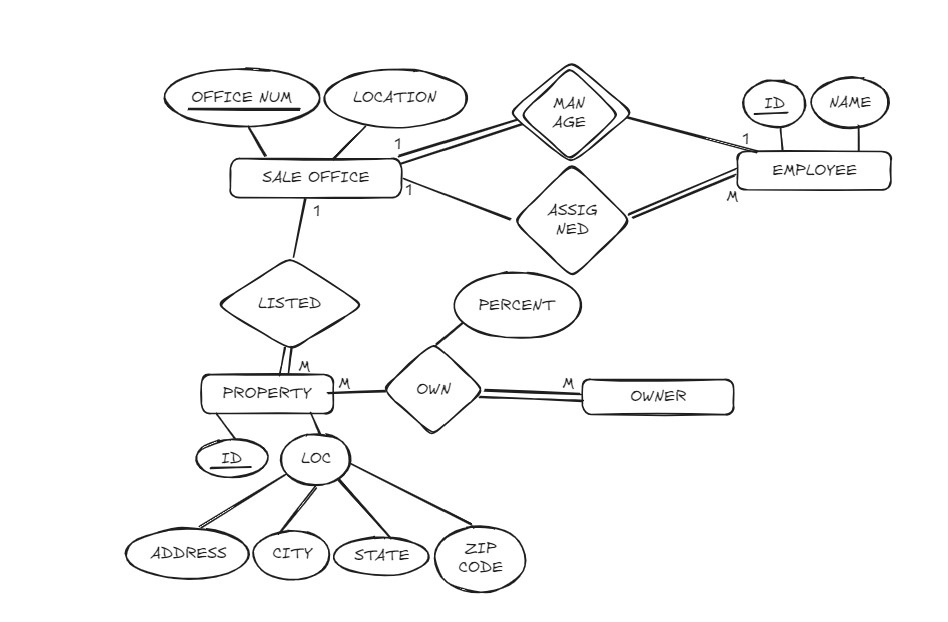 MAN
AGE
OFFICE NUM
LOCATION
ID
NAME
1
1
SALE OFFICE
EMPLOYEE
1
M
1
ASSIG
NED
LISTED
PERCENT
M
M
M
PROPERTY
OWN
OWNER
ID
LOC
ADDRESS
CITY
STATE
ZIP
CODE